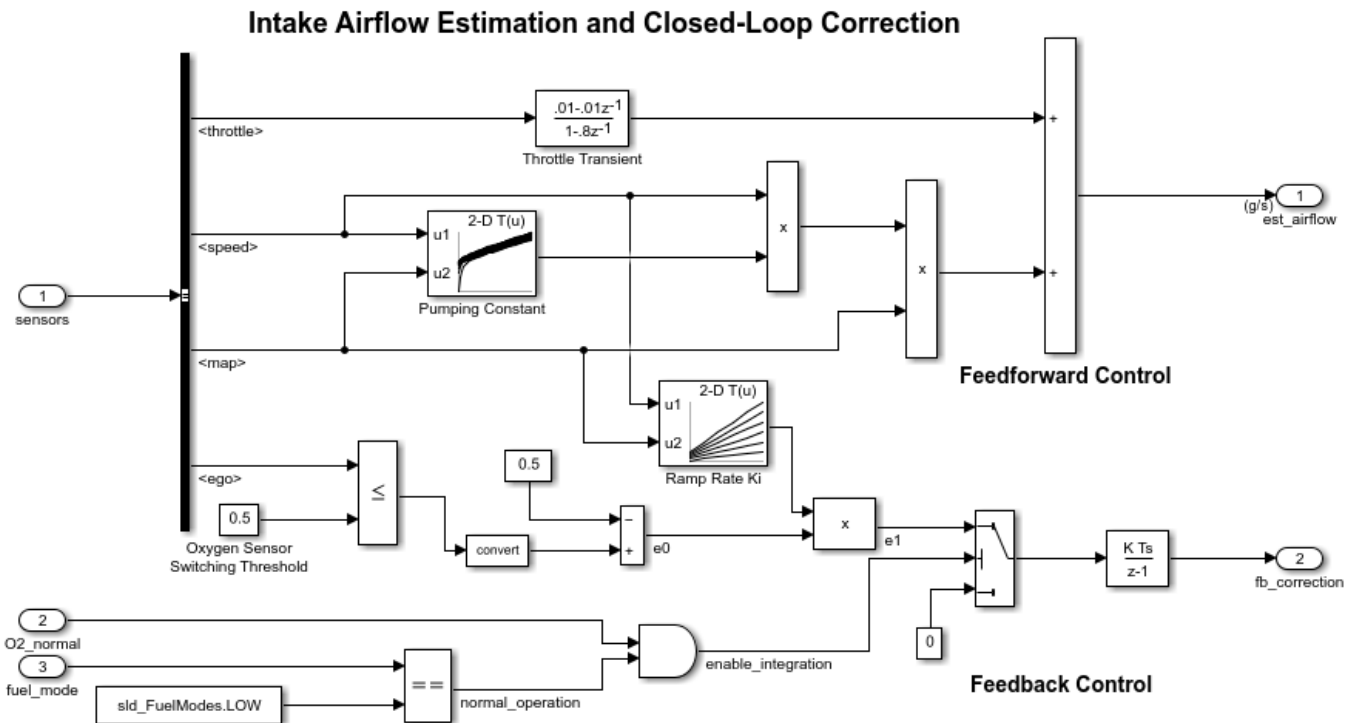 Intake Airflow Estimation and Closed-Loop Correction
.01-.01z-1
1-.8z-1
Throttle Transient
<throttle>
+
x
1
(g/s)
est_airflow
2-D T(u)
u1
u2
Pumping Constant
<speed>
x
+
1
sensors
<map>
Feedforward Control
2-D T(u)
u1
u2
Ramp Rate Ki
<ego>
0.5
Oxygen Sensor
Switching Threshold
≤
0.5
convert
−
+
e0
x
e1
K Ts
z-1
2
fb_correction
0
2
O2_normal
3
fuel_mode
sld_FuelModes.LOW
==
normal_operation
enable_integration
Feedback Control